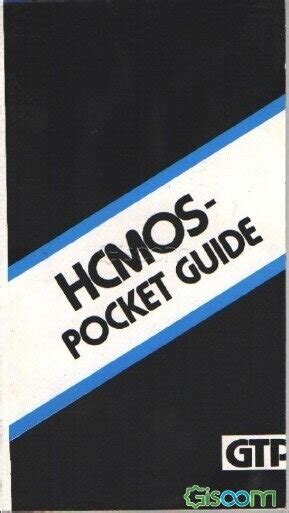 HCMOS-
POCKET GUIDE
GTP
Gisoom